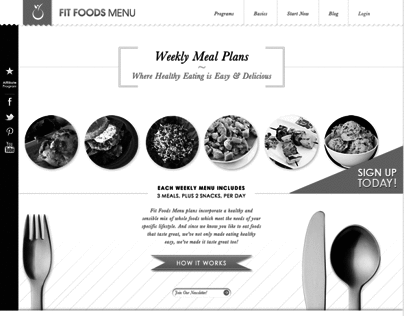 FIT FOODS MENU
Programs Basics Start Now Blog Login
Affiliate
Program
Weekly Meal Plans
Where Healthy Eating is Easy & Delicious
SIGN UP
TODAY!
EACH WEEKLY MENU INCLUDES
3 MEALS, PLUS 2 SNACKS, PER DAY
Fit Foods Menu plans incorporate a healthy and
sensible mix of whole foods which meet the needs of your
specific lifestyle. And since we know you like to eat foods
that taste great, we've not only made eating healthy
easy, we've made it taste great too!
HOW IT WORKS
Join Our Newsletter!